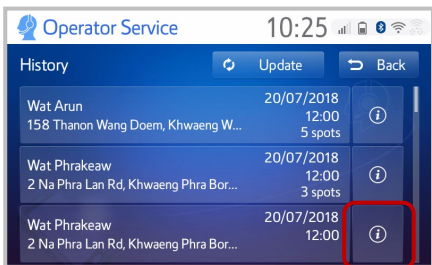 Operator Service 10:25
History Update Back
Wat Arun 20/07/2018
158 Thanon Wang Doem, Khwaeng W... 12:00
5 spots
Wat Phrakeaw 20/07/2018
2 Na Phra Lan Rd, Khwaeng Phra Bor... 12:00
3 spots
Wat Phrakeaw 20/07/2018
2 Na Phra Lan Rd, Khwaeng Phra Bor... 12:00